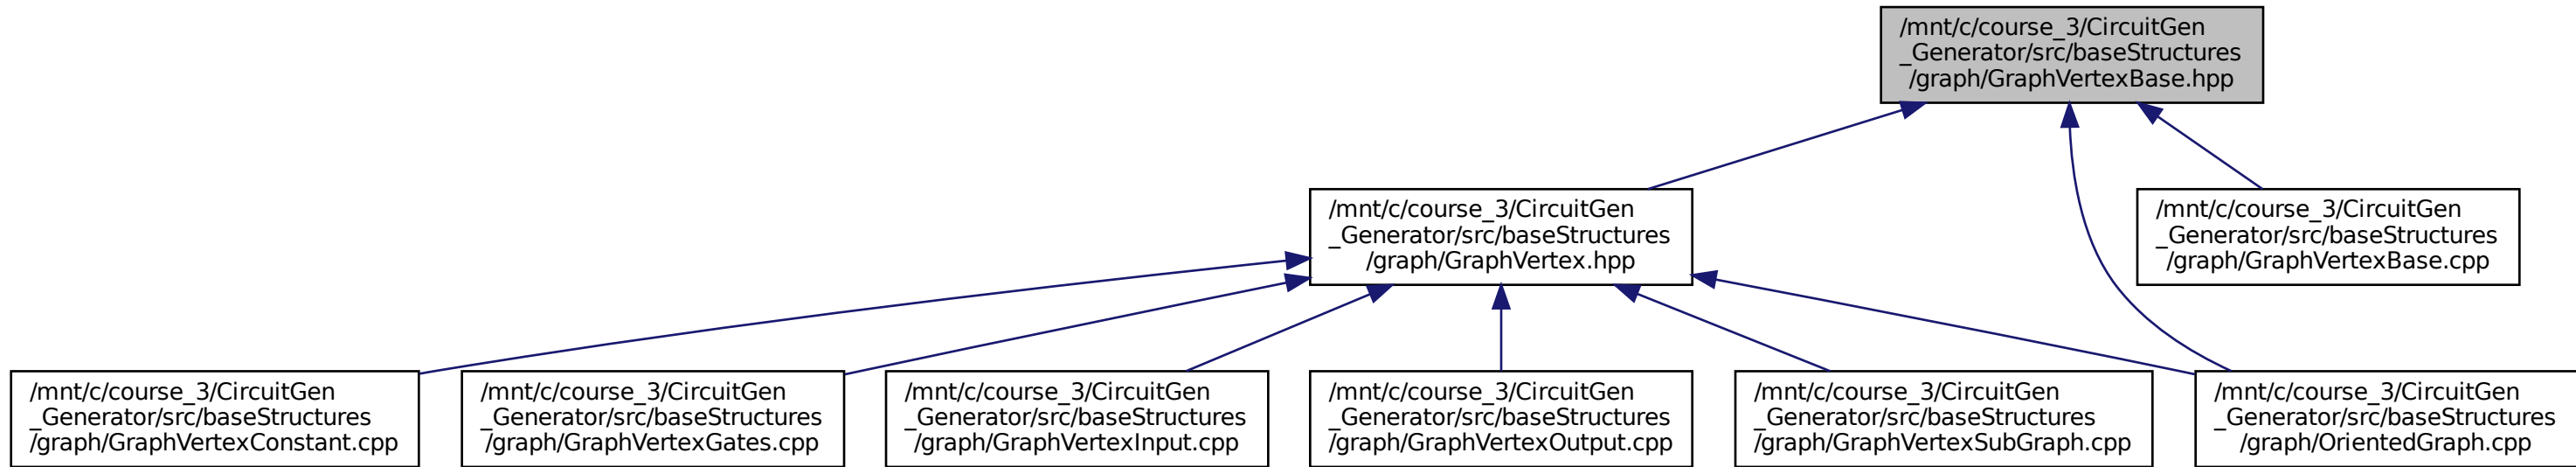 /mnt/c/course_3/CircuitGen
_Generator/src/baseStructures
/graph/GraphVertexBase.hpp
/mnt/c/course_3/CircuitGen
_Generator/src/baseStructures
/graph/GraphVertex.hpp
/mnt/c/course_3/CircuitGen
_Generator/src/baseStructures
/graph/GraphVertexBase.cpp
/mnt/c/course_3/CircuitGen
_Generator/src/baseStructures
/graph/GraphVertexConstant.cpp
/mnt/c/course_3/CircuitGen
_Generator/src/baseStructures
/graph/GraphVertexGates.cpp
/mnt/c/course_3/CircuitGen
_Generator/src/baseStructures
/graph/GraphVertexInput.cpp
/mnt/c/course_3/CircuitGen
_Generator/src/baseStructures
/graph/GraphVertexOutput.cpp
/mnt/c/course_3/CircuitGen
_Generator/src/baseStructures
/graph/GraphVertexSubGraph.cpp
/mnt/c/course_3/CircuitGen
_Generator/src/baseStructures
/graph/OrientedGraph.cpp